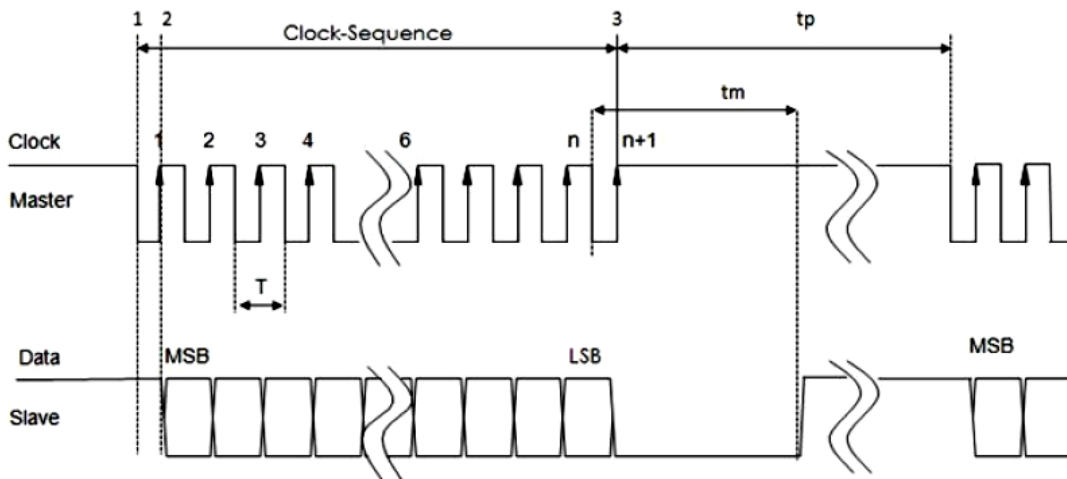 1 2 3 tp
Clock-Sequence
tm
Clock 1 2 3 4 6 n n+1
Master
T
Data MSB LSB MSB
Slave